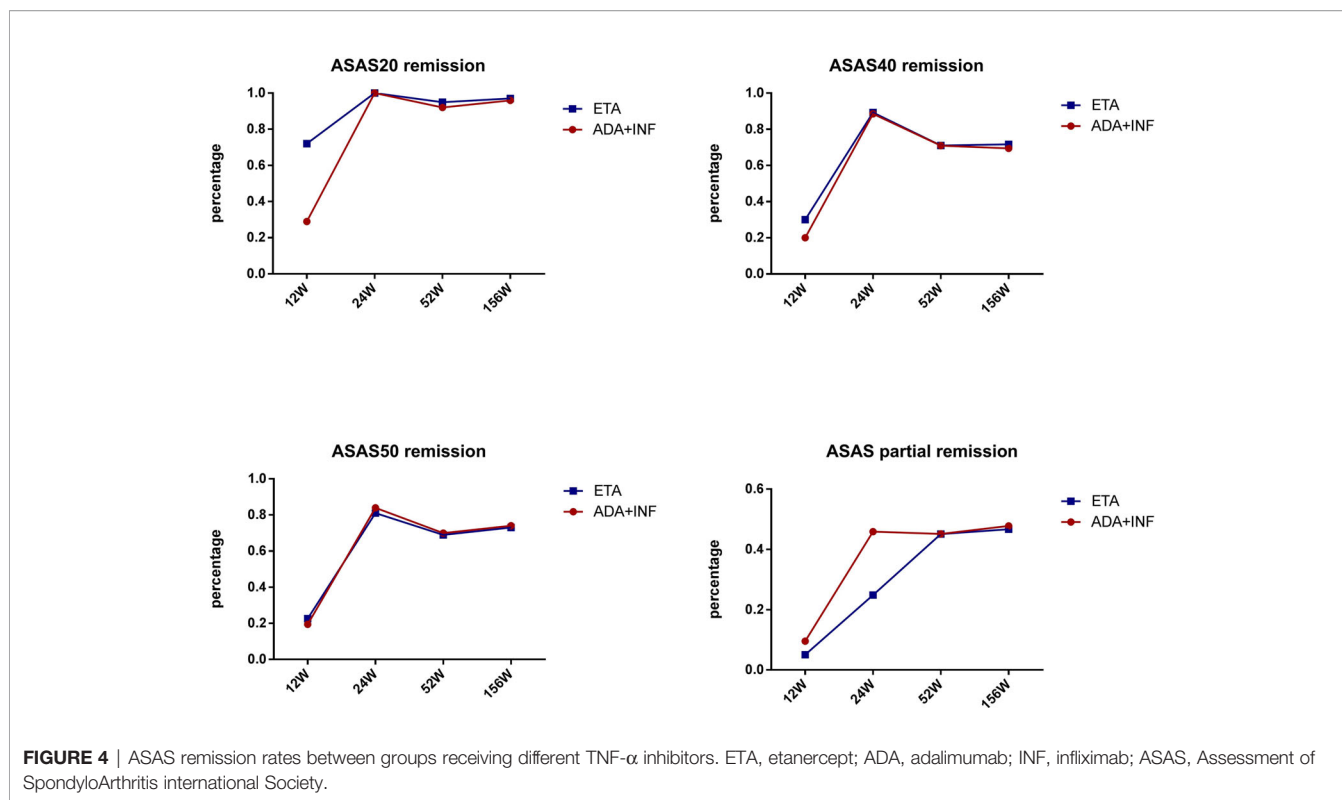 ASAS20 remission
percentage
1.0
0.8
0.6
0.4
0.2
0.0
12W
24W
52W
156W
ETA
ADA+INF
ASAS40 remission
percentage
1.0
0.8
0.6
0.4
0.2
0.0
12W
24W
52W
156W
ETA
ADA+INF
ASAS50 remission
percentage
1.0
0.8
0.6
0.4
0.2
0.0
12W
24W
52W
156W
ETA
ADA+INF
ASAS partial remission
percentage
0.6
0.4
0.2
0.0
12W
24W
52W
156W
ETA
ADA+INF
FIGURE 4 | ASAS remission rates between groups receiving different TNF-α inhibitors. ETA, etanercept; ADA, adalimumab; INF, infliximab; ASAS, Assessment of
SpondyloArthritis international Society.